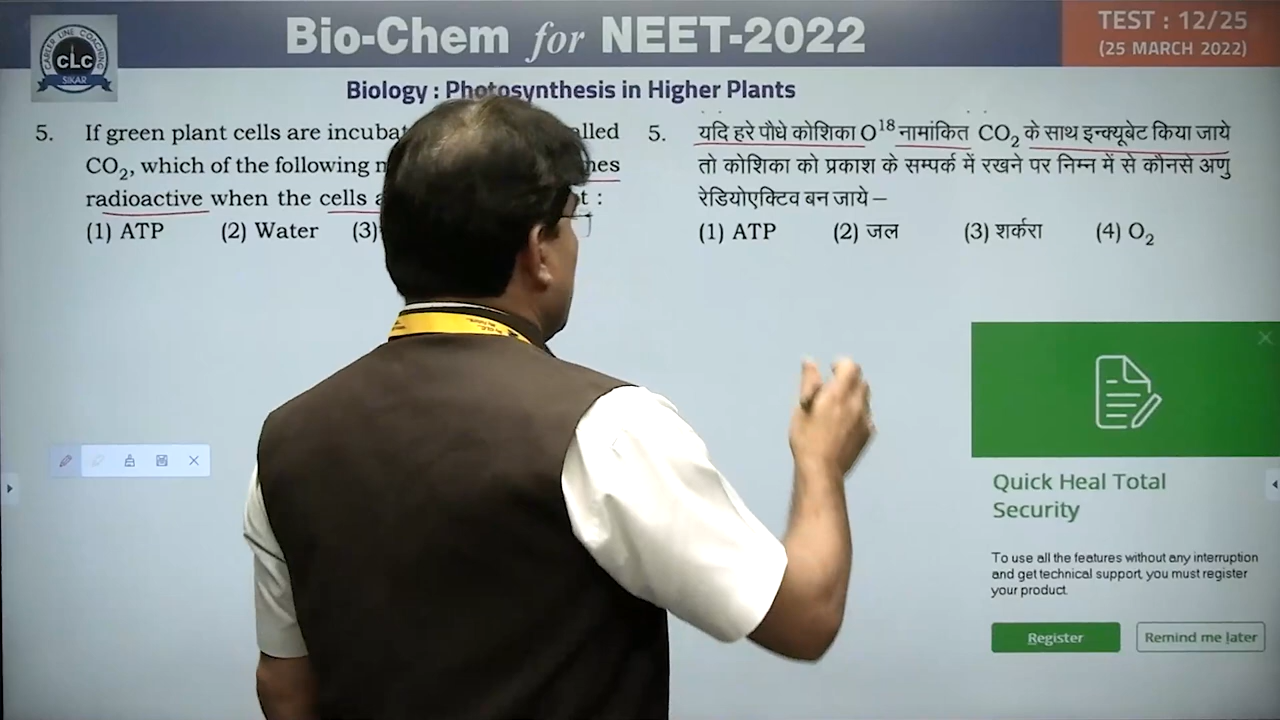 CAREER LINE COACHING
CLC
SIKAR
Bio-Chem for NEET-2022
TEST : 12/25
(25 MARCH 2022)
Biology : Photosynthesis in Higher Plants
5. If green plant cells are incubat alled
CO2, which of the following
radioactive when the cells
(1) ATP (2) Water (3)
5. यदि हरे पौधे कोशिका O18 नामांकित CO2 के साथ इन्क्यूबेट किया जाये
तो कोशिका को प्रकाश के सम्पर्क में रखने पर निम्न में से कौनसे अणु
रेडियोएक्टिव बन जाये –
(1) ATP (2) जल (3) शर्करा (4) O2
Quick Heal Total
Security
To use all the features without any interruption
and get technical support, you must register
your product.
Register
Remind me later